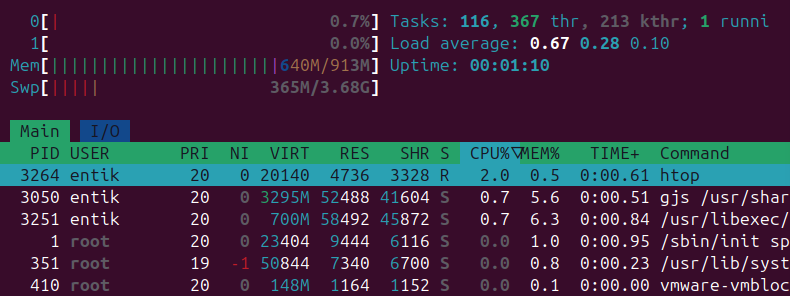 0[| 0.7%] Tasks: 116, 367 thr, 213 kthr; 1 runni
1[ 0.0%] Load average: 0.67 0.28 0.10
Mem[|||||||||||||||||||||||640M/913M] Uptime: 00:01:10
Swp[||||| 365M/3.68G]
Main I/O
PID USER PRI NI VIRT RES SHR S CPU%▽MEM% TIME+ Command
3264 entik 20 0 20140 4736 3328 R 2.0 0.5 0:00.61 htop
3050 entik 20 0 3295M 52488 41604 S 0.7 5.6 0:00.51 gjs /usr/shar
3251 entik 20 0 700M 58492 45872 S 0.7 6.3 0:00.84 /usr/libexec/
1 root 20 0 23404 9444 6116 S 0.0 1.0 0:00.95 /sbin/init sp
351 root 19 -1 50844 7340 6700 S 0.0 0.8 0:00.23 /usr/lib/syst
410 root 20 0 148M 1164 1152 S 0.0 0.1 0:00.00 vmware-vmbloc